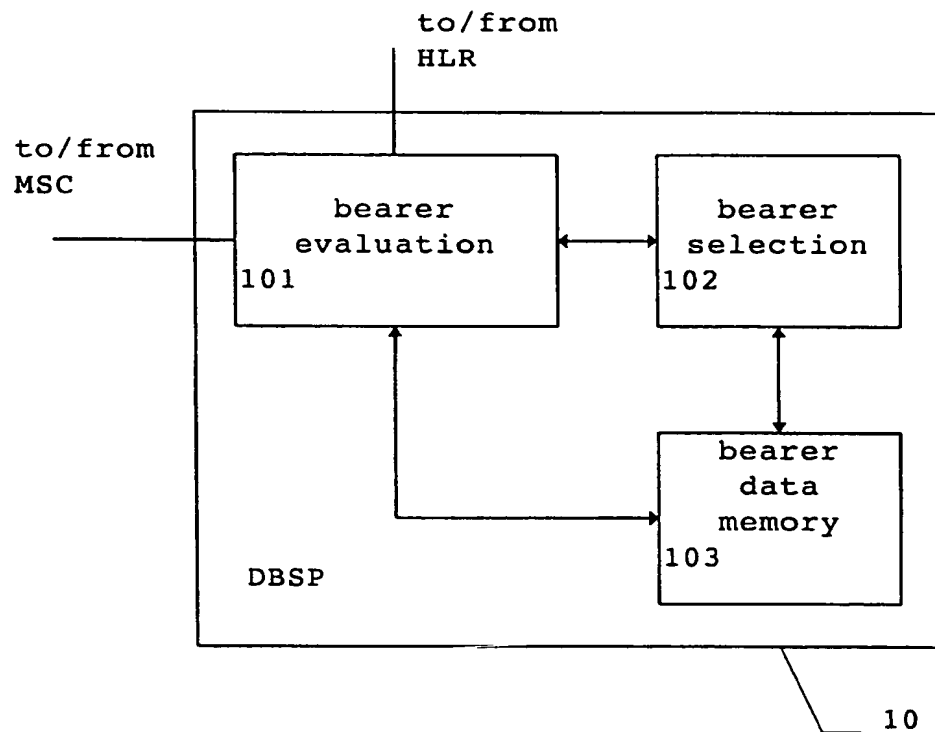 to/from
HLR
to/from
MSC
bearer
evaluation
101
bearer
selection
102
bearer
data
memory
103
DBSP
10